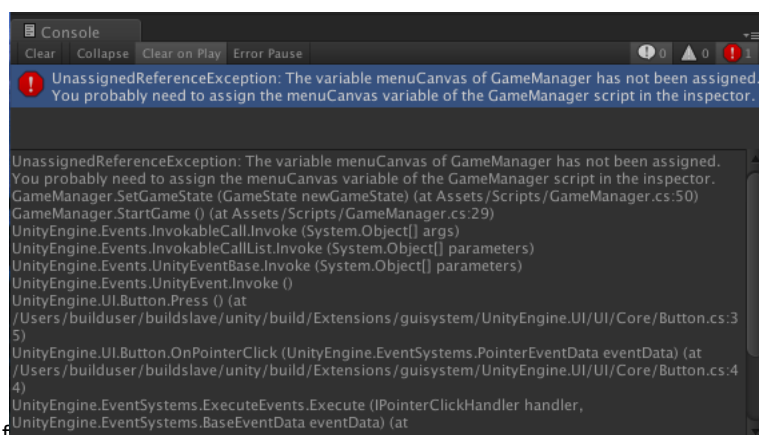 Console
Clear Collapse Clear on Play Error Pause 0 0 1
UnassignedReferenceException: The variable menuCanvas of GameManager has not been assigned.
You probably need to assign the menuCanvas variable of the GameManager script in the inspector.
UnassignedReferenceException: The variable menuCanvas of GameManager has not been assigned.
You probably need to assign the menuCanvas variable of the GameManager script in the inspector.
GameManager.SetGameState (GameState newGameState) (at Assets/Scripts/GameManager.cs:50)
GameManager.StartGame () (at Assets/Scripts/GameManager.cs:29)
UnityEngine.Events.InvokableCall.Invoke (System.Object[] args)
UnityEngine.Events.InvokableCallList.Invoke (System.Object[] parameters)
UnityEngine.Events.UnityEventBase.Invoke (System.Object[] parameters)
UnityEngine.Events.UnityEvent.Invoke ()
UnityEngine.UI.Button.Press () (at
/Users/builduser/buildslave/unity/build/Extensions/guisystem/UnityEngine.UI/UI/Core/Button.cs:3
5)
UnityEngine.UI.Button.OnPointerClick (UnityEngine.EventSystems.PointerEventData eventData) (at
/Users/builduser/buildslave/unity/build/Extensions/guisystem/UnityEngine.UI/UI/Core/Button.cs:4
4)
UnityEngine.EventSystems.ExecuteEvents.Execute (IPointerClickHandler handler,
UnityEngine.EventSystems.BaseEventData eventData) (at